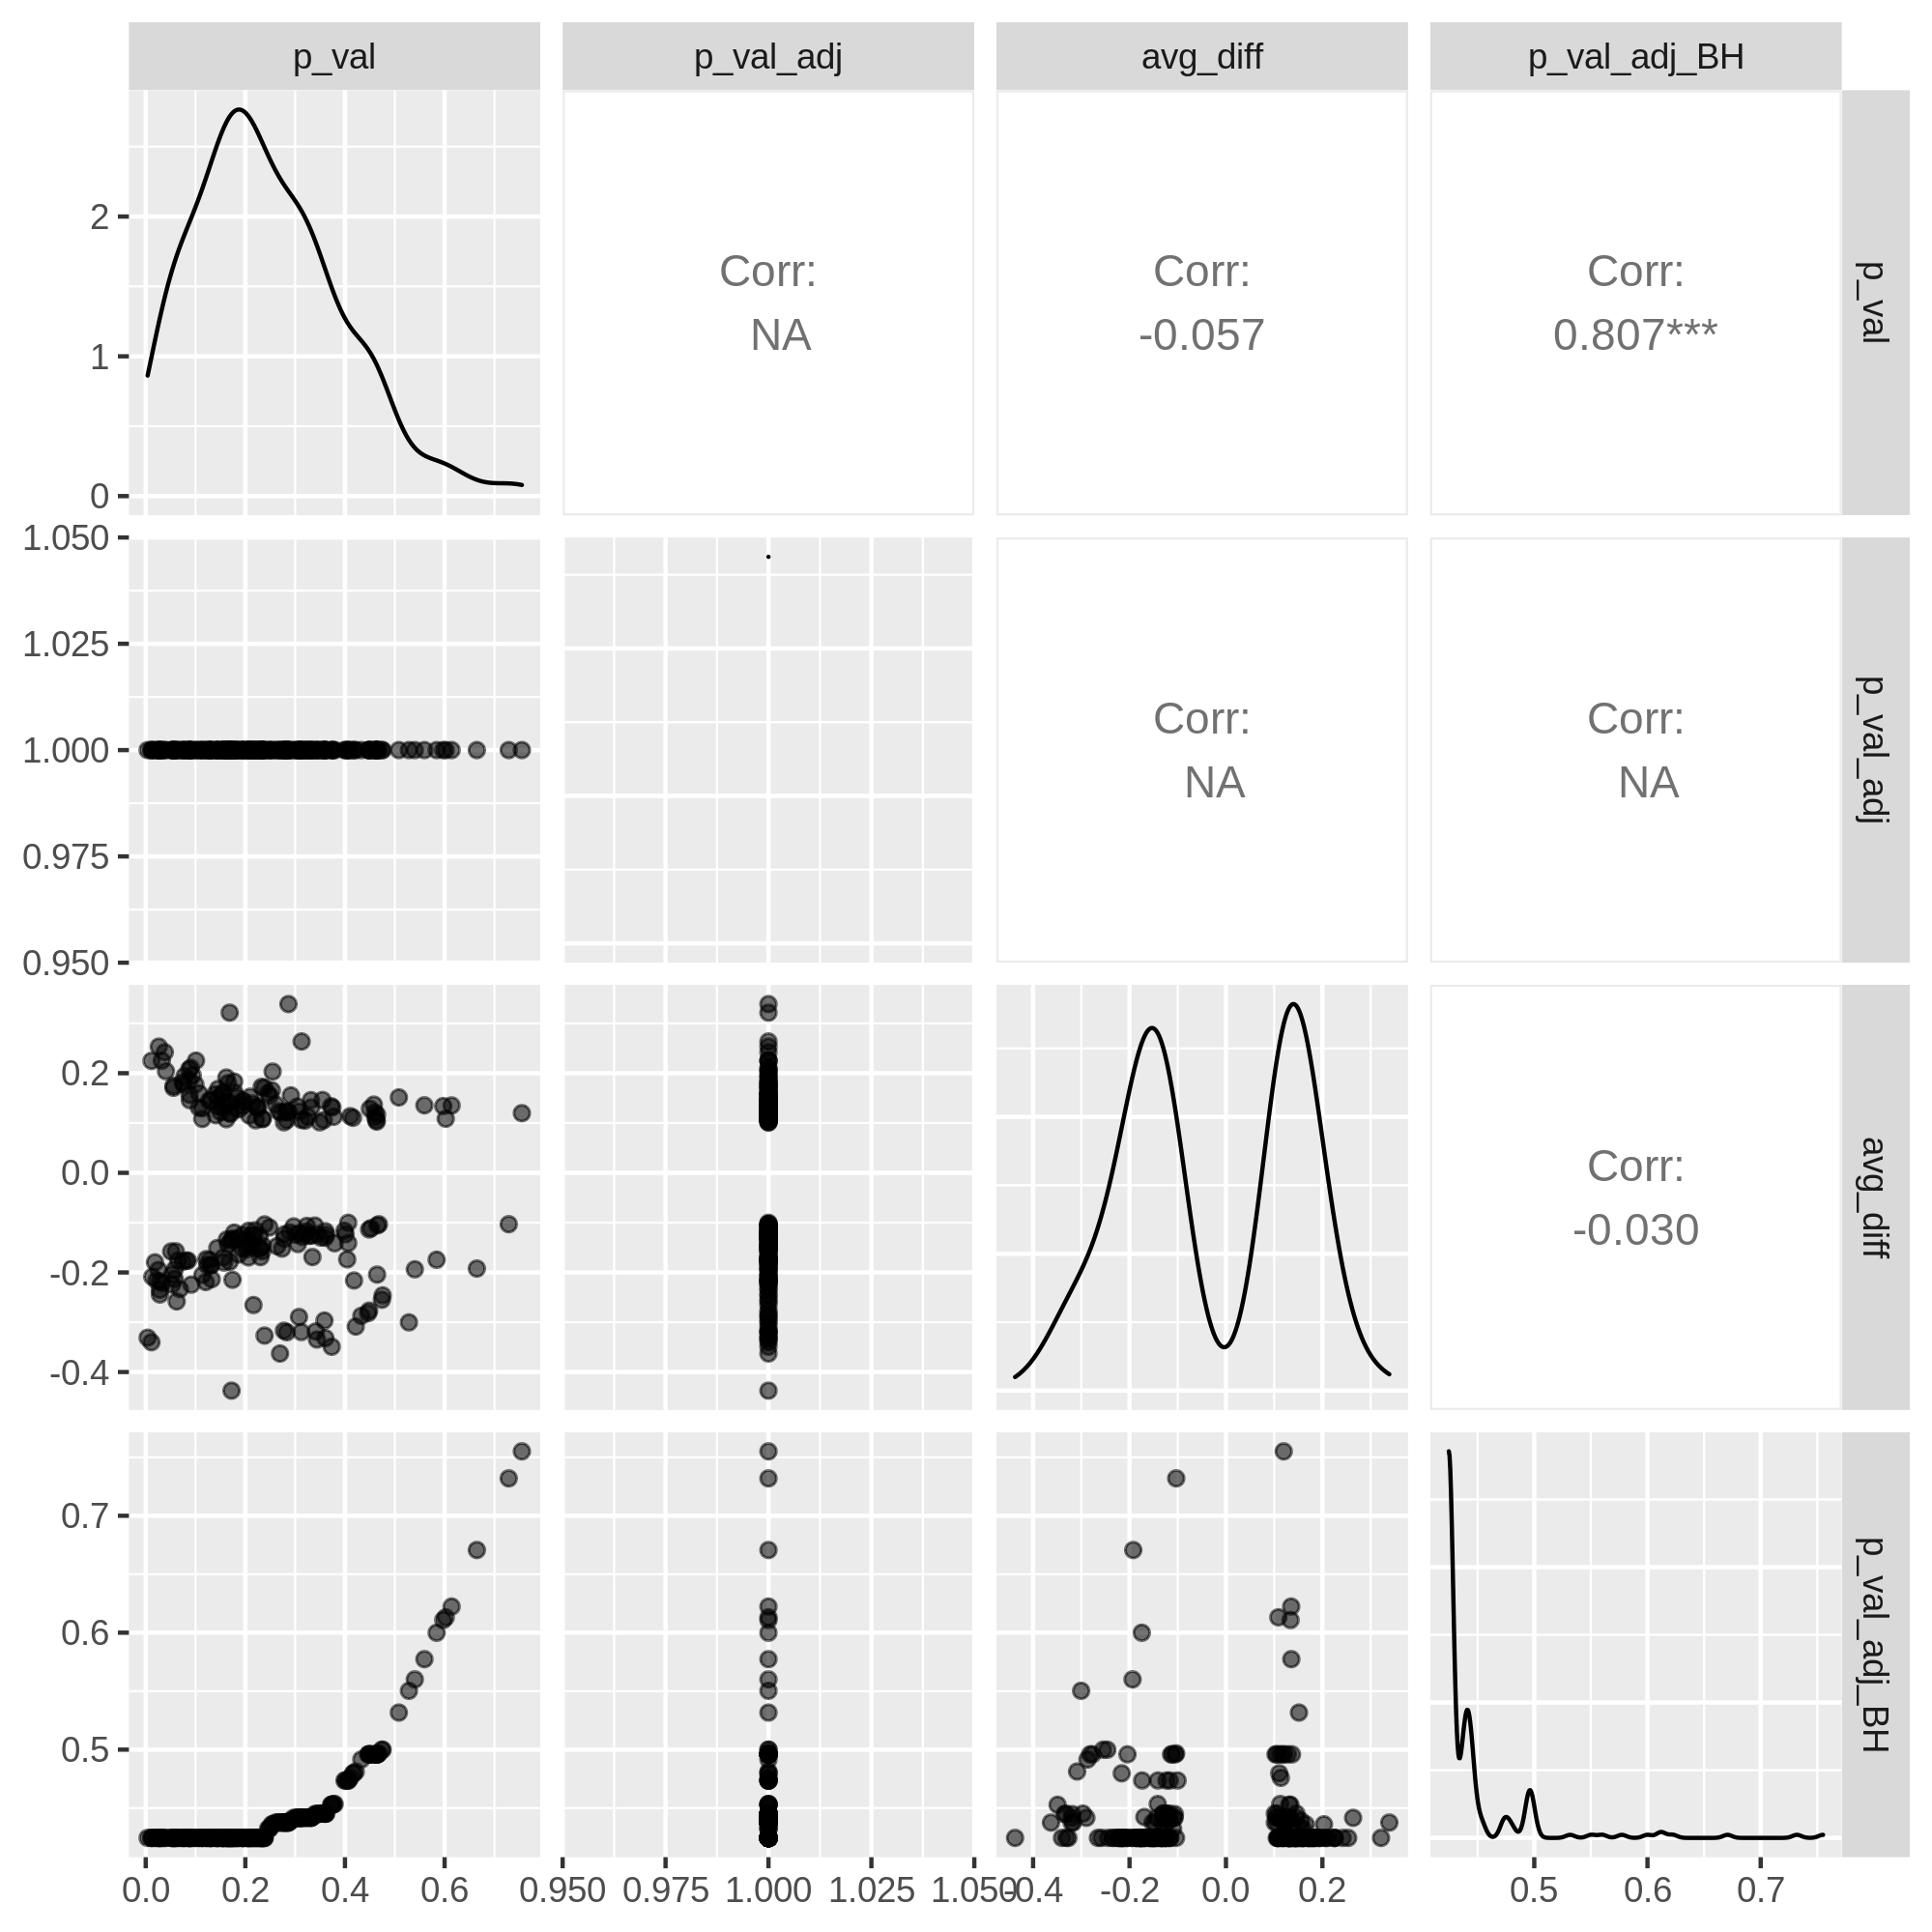 p_val
p_val_adj
avg_diff
p_val_adj_BH
2
1
0
Corr:
NA
Corr:
-0.057
Corr:
0.807***
p_val
1.050
1.025
1.000
0.975
0.950
Corr:
NA
Corr:
NA
p_val_adj
0.2
0.0
-0.2
-0.4
Corr:
-0.030
avg_diff
0.7
0.6
0.5
p_val_adj_BH
0.0 0.2 0.4 0.6
0.950 0.975 1.000 1.025 1.050
-0.4 -0.2 0.0 0.2
0.5 0.6 0.7